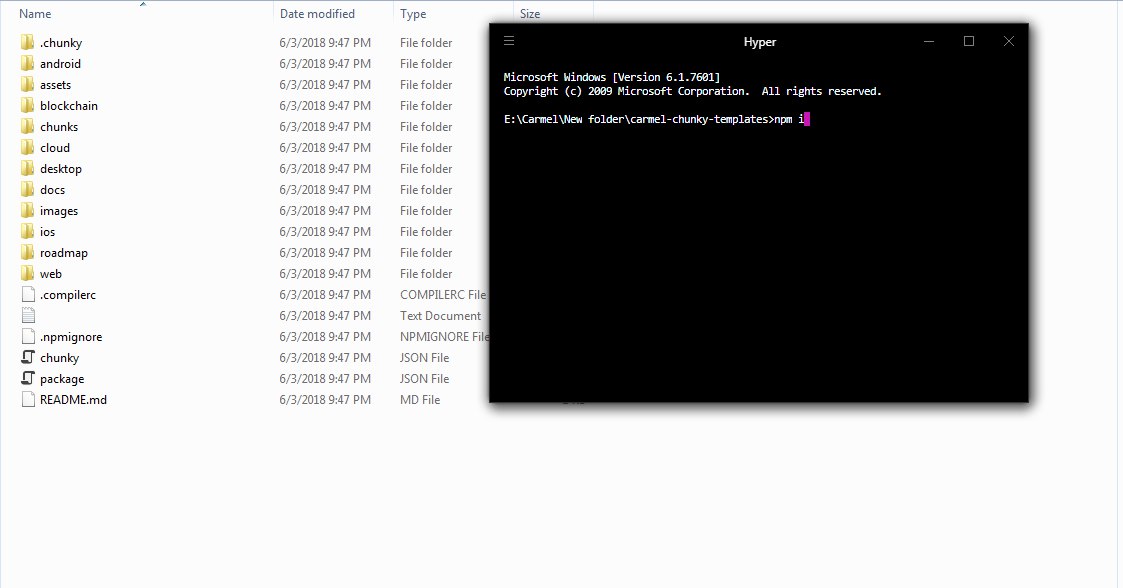 Name Date modified Type Size
.chunky 6/3/2018 9:47 PM File folder
android 6/3/2018 9:47 PM File folder
assets 6/3/2018 9:47 PM File folder
blockchain 6/3/2018 9:47 PM File folder
chunks 6/3/2018 9:47 PM File folder
cloud 6/3/2018 9:47 PM File folder
desktop 6/3/2018 9:47 PM File folder
docs 6/3/2018 9:47 PM File folder
images 6/3/2018 9:47 PM File folder
ios 6/3/2018 9:47 PM File folder
roadmap 6/3/2018 9:47 PM File folder
web 6/3/2018 9:47 PM File folder
.compilerc 6/3/2018 9:47 PM COMPILERC File
6/3/2018 9:47 PM Text Document
.npmignore 6/3/2018 9:47 PM NPMIGNORE File
chunky 6/3/2018 9:47 PM JSON File
package 6/3/2018 9:47 PM JSON File
README.md 6/3/2018 9:47 PM MD File
Hyper
Microsoft Windows [Version 6.1.7601]
Copyright (c) 2009 Microsoft Corporation.  All rights reserved.
E:\Carmel\New folder\carmel-chunky-templates>npm i